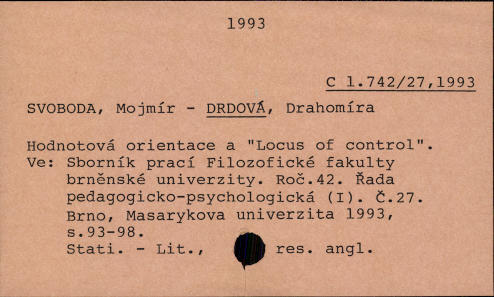 1993
C 1.742/27,1993
SVOBODA, Mojmír - DRDOVÁ, Drahomíra
Hodnotová orientace a "Locus of control".
Ve: Sborník prací Filozofické fakulty
brněnské univerzity. Roč.42. Řada
pedagogicko-psychologická (I). Č.27.
Brno, Masarykova univerzita 1993,
s.93-98.
Stati. - Lit., res. angl.